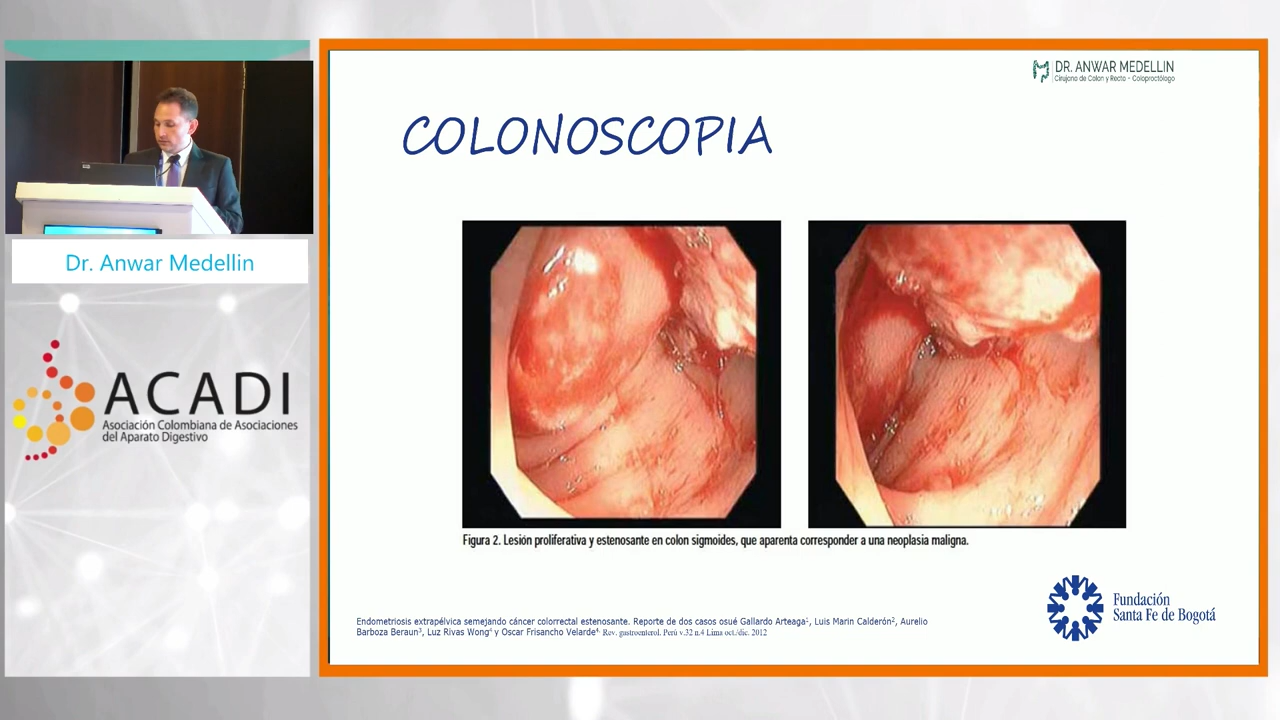 DR. ANWAR MEDELLIN
Cirujano de Colon y Recto - Coloproctólogo
COLONOSCOPIA
Dr. Anwar Medellin
ACADI
Asociación Colombiana de Asociaciones
del Aparato Digestivo
Figura 2. Lesión proliferativa y estenosante en colon sigmoides, que aparenta corresponder a una neoplasia maligna.
Endometriosis extrapélvica semejando cáncer colorrectal estenosante. Reporte de dos casos osué Gallardo Arteaga¹, Luis Marin Calderón², Aurelio
Barboza Beraun³, Luz Rivas Wong⁴ y Oscar Frisancho Velarde⁴. Rev. gastroenterol. Perú v.32 n.4 Lima oct./dic. 2012
Fundación
Santa Fe de Bogotá